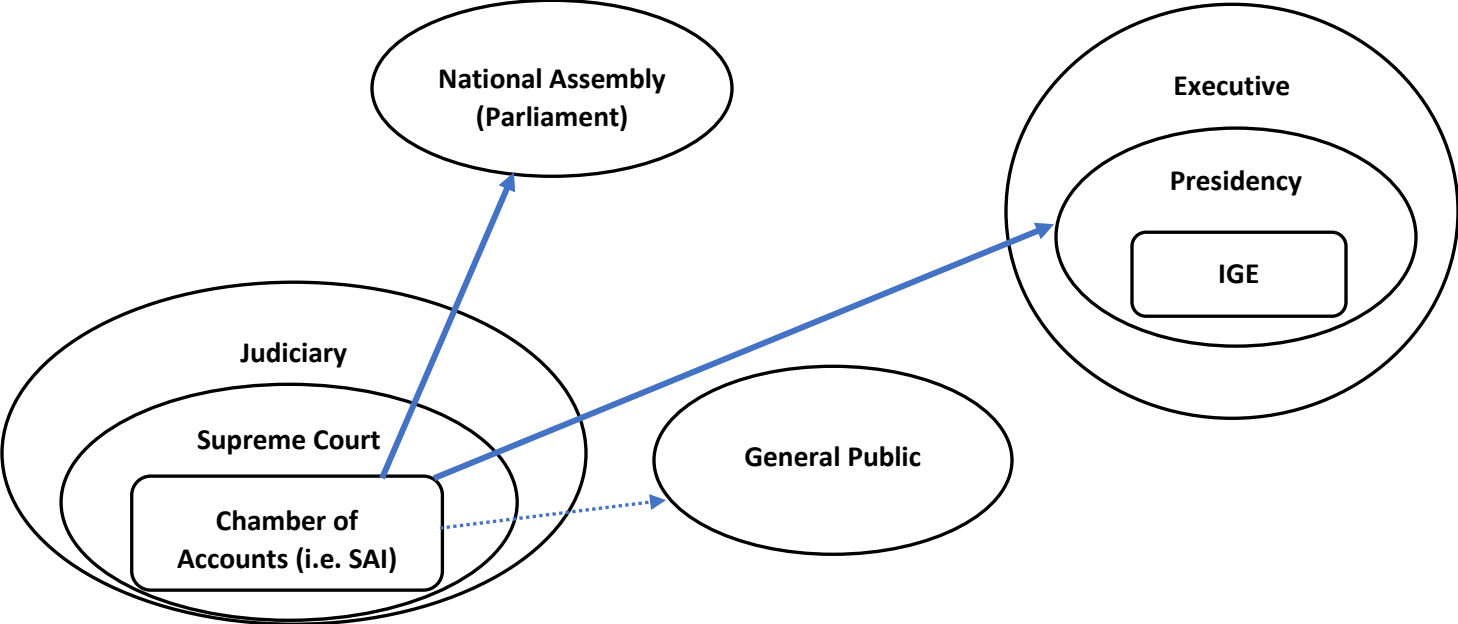 National Assembly
(Parliament)
Executive
Presidency
IGE
Judiciary
Supreme Court
General Public
Chamber of
Accounts (i.e. SAI)